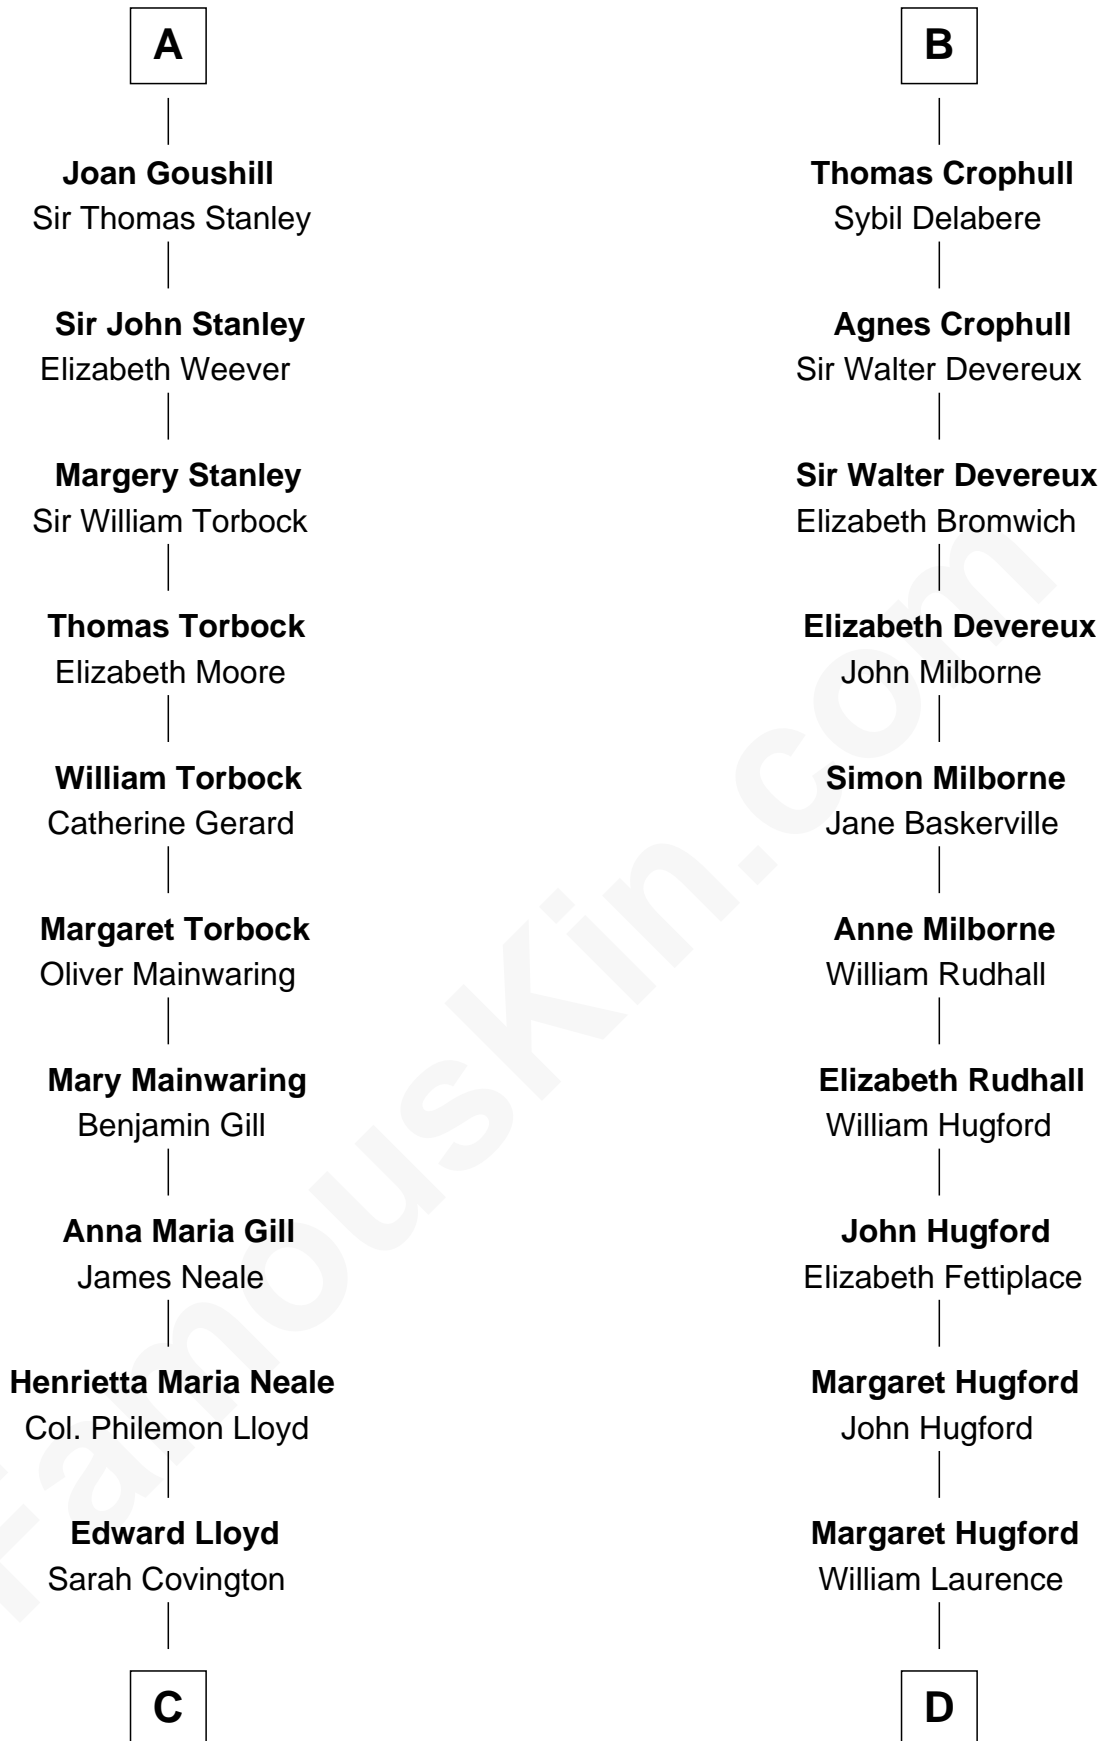 A
Joan Goushill
Sir Thomas Stanley
Sir John Stanley
Elizabeth Weever
Margery Stanley
Sir William Torbock
Thomas Torbock
Elizabeth Moore
William Torbock
Catherine Gerard
Margaret Torbock
Oliver Mainwaring
Mary Mainwaring
Benjamin Gill
Anna Maria Gill
James Neale
Henrietta Maria Neale
Col. Philemon Lloyd
Edward Lloyd
Sarah Covington
C
B
Thomas Crophull
Sybil Delabere
Agnes Crophull
Sir Walter Devereux
Sir Walter Devereux
Elizabeth Bromwich
Elizabeth Devereux
John Milborne
Simon Milborne
Jane Baskerville
Anne Milborne
William Rudhall
Elizabeth Rudhall
William Hugford
John Hugford
Elizabeth Fettiplace
Margaret Hugford
John Hugford
Margaret Hugford
William Laurence
D
FamousKin.com